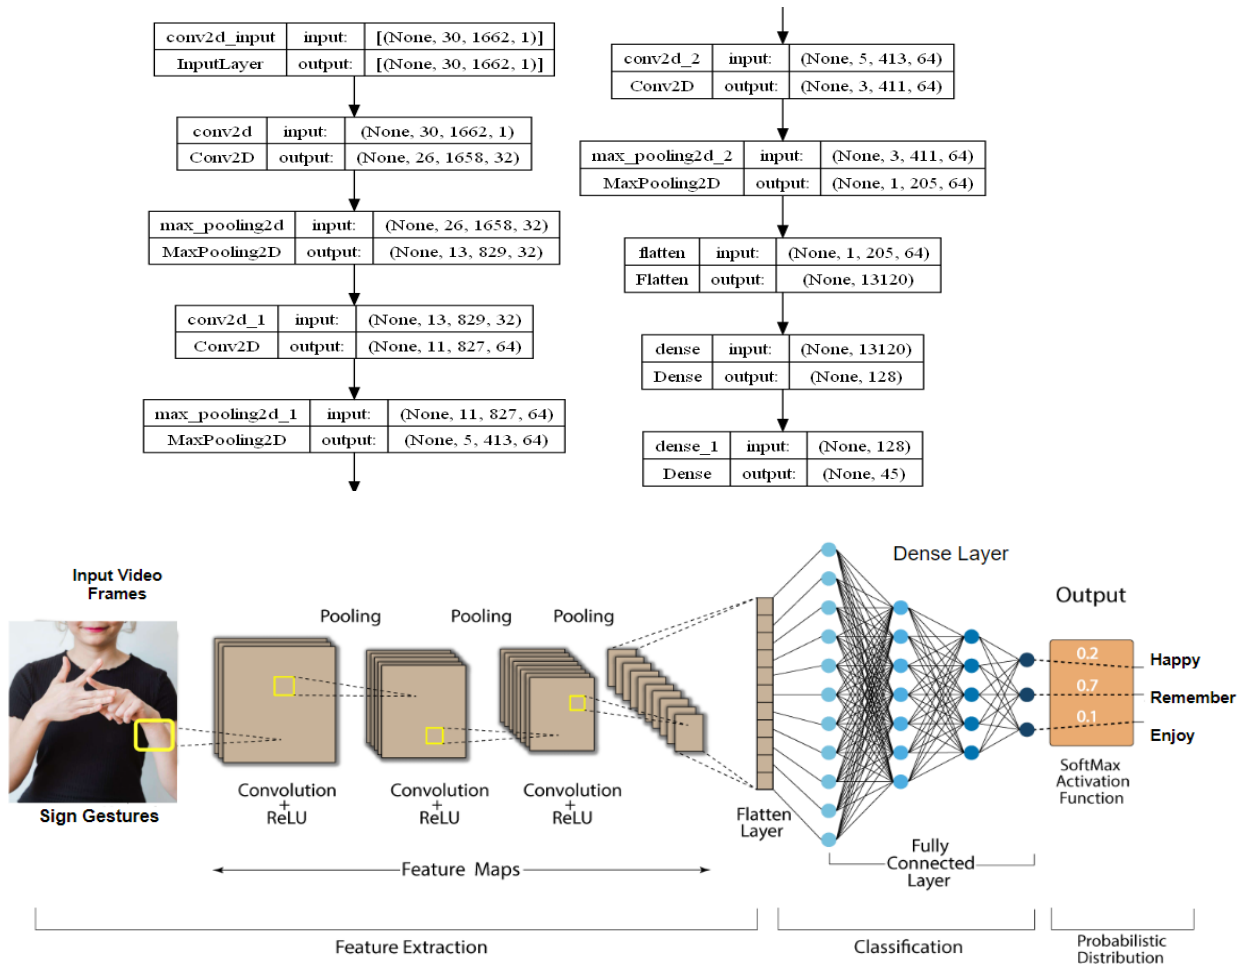 conv2d_input input: [(None, 30, 1662, 1)]
InputLayer output: [(None, 30, 1662, 1)]
conv2d input: (None, 30, 1662, 1)
Conv2D output: (None, 26, 1658, 32)
max_pooling2d input: (None, 26, 1658, 32)
MaxPooling2D output: (None, 13, 829, 32)
conv2d_1 input: (None, 13, 829, 32)
Conv2D output: (None, 11, 827, 64)
max_pooling2d_1 input: (None, 11, 827, 64)
MaxPooling2D output: (None, 5, 413, 64)
conv2d_2 input: (None, 5, 413, 64)
Conv2D output: (None, 3, 411, 64)
max_pooling2d_2 input: (None, 3, 411, 64)
MaxPooling2D output: (None, 1, 205, 64)
flatten input: (None, 1, 205, 64)
Flatten output: (None, 13120)
dense input: (None, 13120)
Dense output: (None, 128)
dense_1 input: (None, 128)
Dense output: (None, 45)
Input Video
Frames
Sign Gestures
Pooling
Pooling
Pooling
Convolution
+
ReLU
Convolution
+
ReLU
Convolution
+
ReLU
Feature Maps
Flatten
Layer
Dense Layer
Fully
Connected
Layer
Output
0.2
0.7
0.1
Happy
Remember
Enjoy
SoftMax
Activation
Function
Feature Extraction
Classification
Probabilistic
Distribution